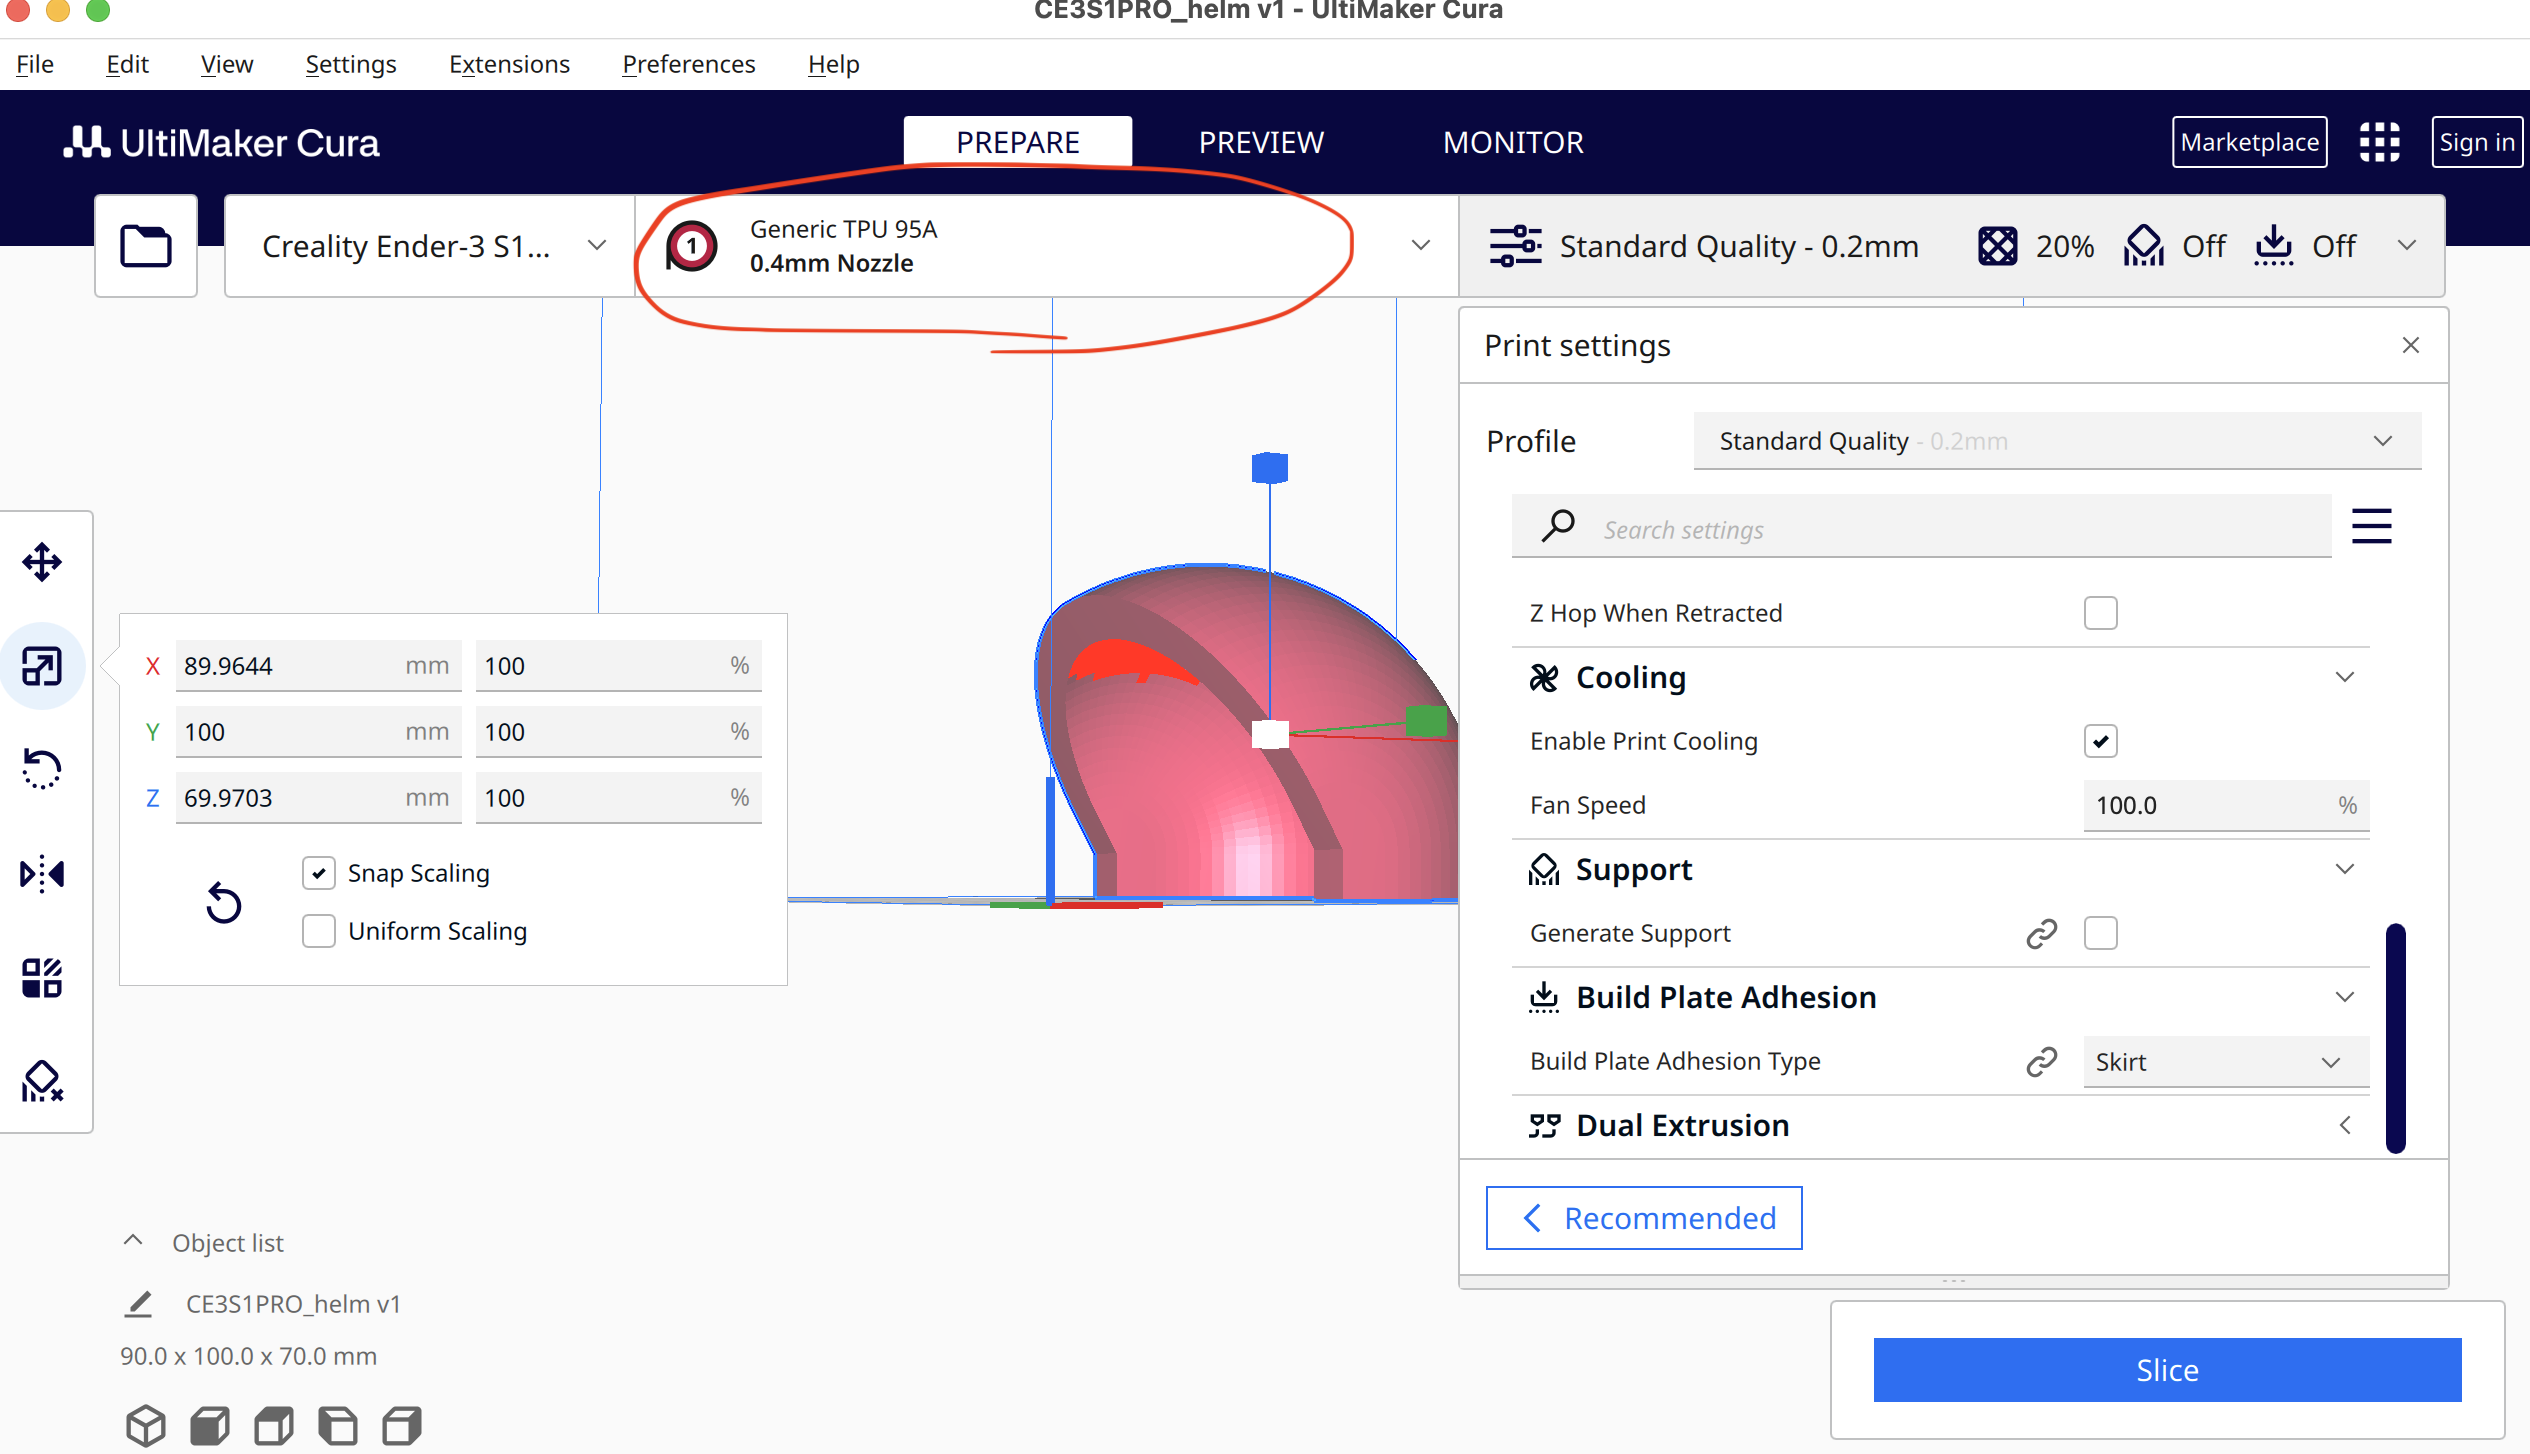 CE3S1PRO_helm v1 - UltiMaker Cura
File Edit View Settings Extensions Preferences Help
UltiMaker Cura
PREPARE PREVIEW MONITOR
Marketplace
Sign in
Creality Ender-3 S1...
1
Generic TPU 95A
0.4mm Nozzle
Standard Quality - 0.2mm 20% Off Off
Print settings
Profile Standard Quality - 0.2mm
Search settings
Z Hop When Retracted
Cooling
Enable Print Cooling
Fan Speed 100.0 %
Support
Generate Support
Build Plate Adhesion
Build Plate Adhesion Type Skirt
Dual Extrusion
Recommended
X 89.9644 mm 100 %
Y 100 mm 100 %
Z 69.9703 mm 100 %
Snap Scaling
Uniform Scaling
Object list
CE3S1PRO_helm v1
90.0 x 100.0 x 70.0 mm
Slice